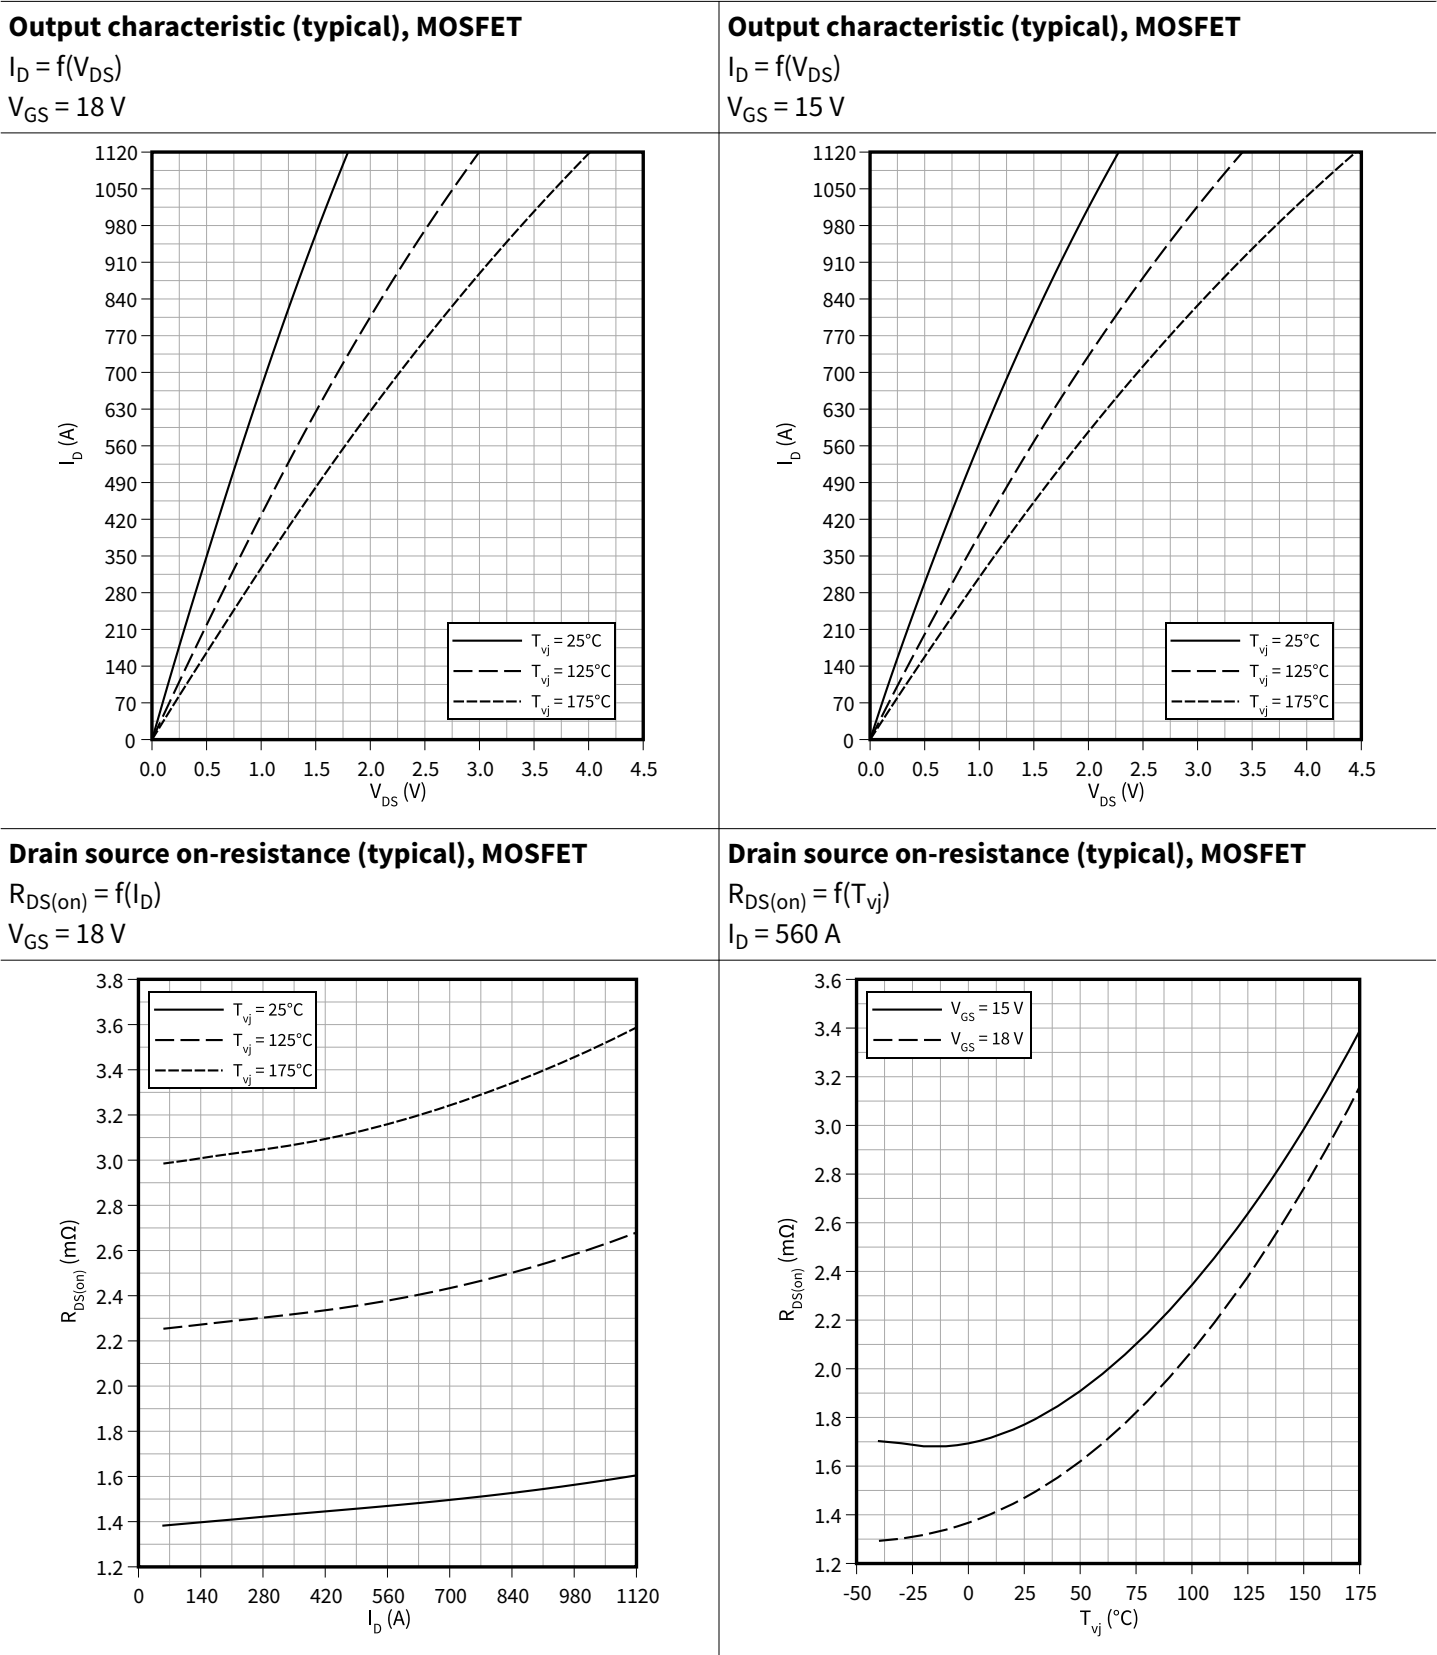 Output characteristic (typical), MOSFET
I_D = f(V_DS)
V_GS = 18 V
1120
1050
980
910
840
770
700
630
560
490
420
350
280
210
140
70
0
I_D (A)
T_vj = 25°C
T_vj = 125°C
T_vj = 175°C
0.0 0.5 1.0 1.5 2.0 2.5 3.0 3.5 4.0 4.5
V_DS (V)
Output characteristic (typical), MOSFET
I_D = f(V_DS)
V_GS = 15 V
1120
1050
980
910
840
770
700
630
560
490
420
350
280
210
140
70
0
I_D (A)
T_vj = 25°C
T_vj = 125°C
T_vj = 175°C
0.0 0.5 1.0 1.5 2.0 2.5 3.0 3.5 4.0 4.5
V_DS (V)
Drain source on-resistance (typical), MOSFET
R_DS(on) = f(I_D)
V_GS = 18 V
3.8
3.6
3.4
3.2
3.0
2.8
2.6
2.4
2.2
2.0
1.8
1.6
1.4
1.2
R_DS(on) (mΩ)
T_vj = 25°C
T_vj = 125°C
T_vj = 175°C
0 140 280 420 560 700 840 980 1120
I_D (A)
Drain source on-resistance (typical), MOSFET
R_DS(on) = f(T_vj)
I_D = 560 A
3.6
3.4
3.2
3.0
2.8
2.6
2.4
2.2
2.0
1.8
1.6
1.4
1.2
R_DS(on) (mΩ)
V_GS = 15 V
V_GS = 18 V
-50 -25 0 25 50 75 100 125 150 175
T_vj (°C)